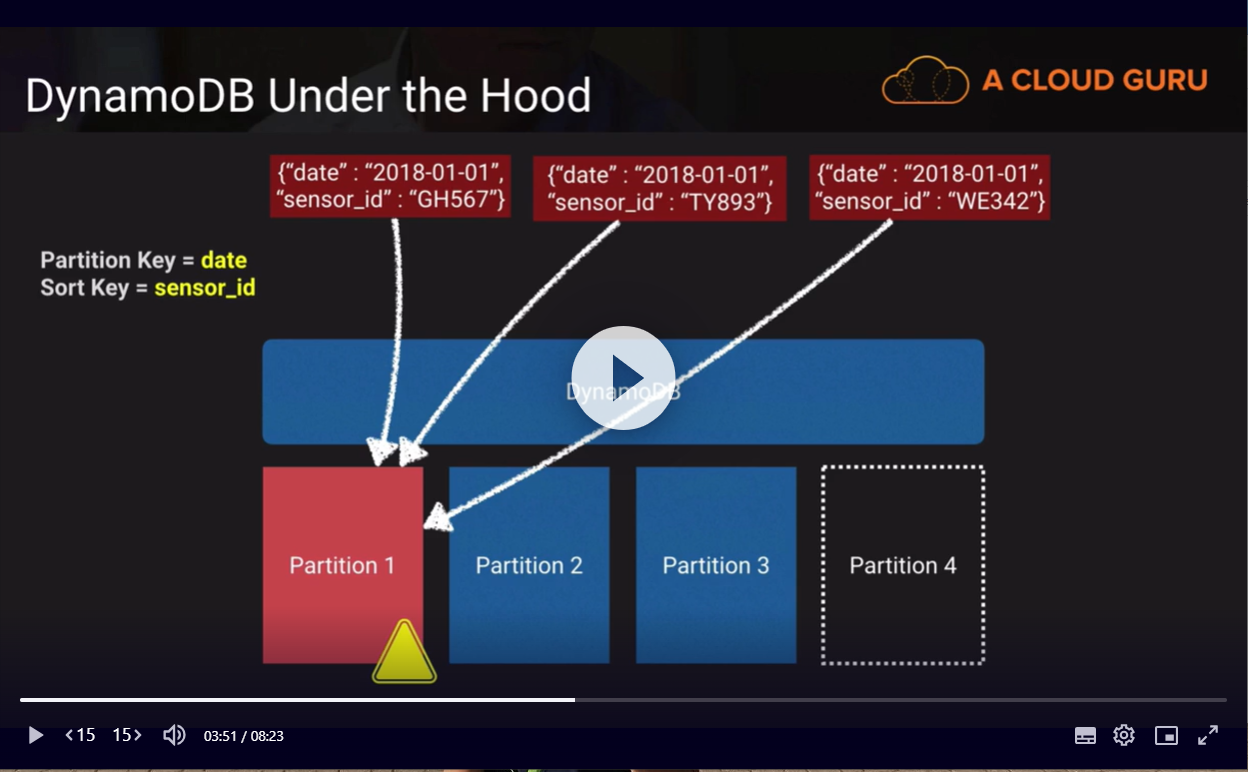 DynamoDB Under the Hood
A CLOUD GURU
{“date” : “2018-01-01”,
“sensor_id” : “GH567”}
{“date” : “2018-01-01”,
“sensor_id” : “TY893”}
{“date” : “2018-01-01”,
“sensor_id” : “WE342”}
Partition Key = date
Sort Key = sensor_id
DynamoDB
Partition 1
Partition 2
Partition 3
Partition 4
15
15
03:51 / 08:23